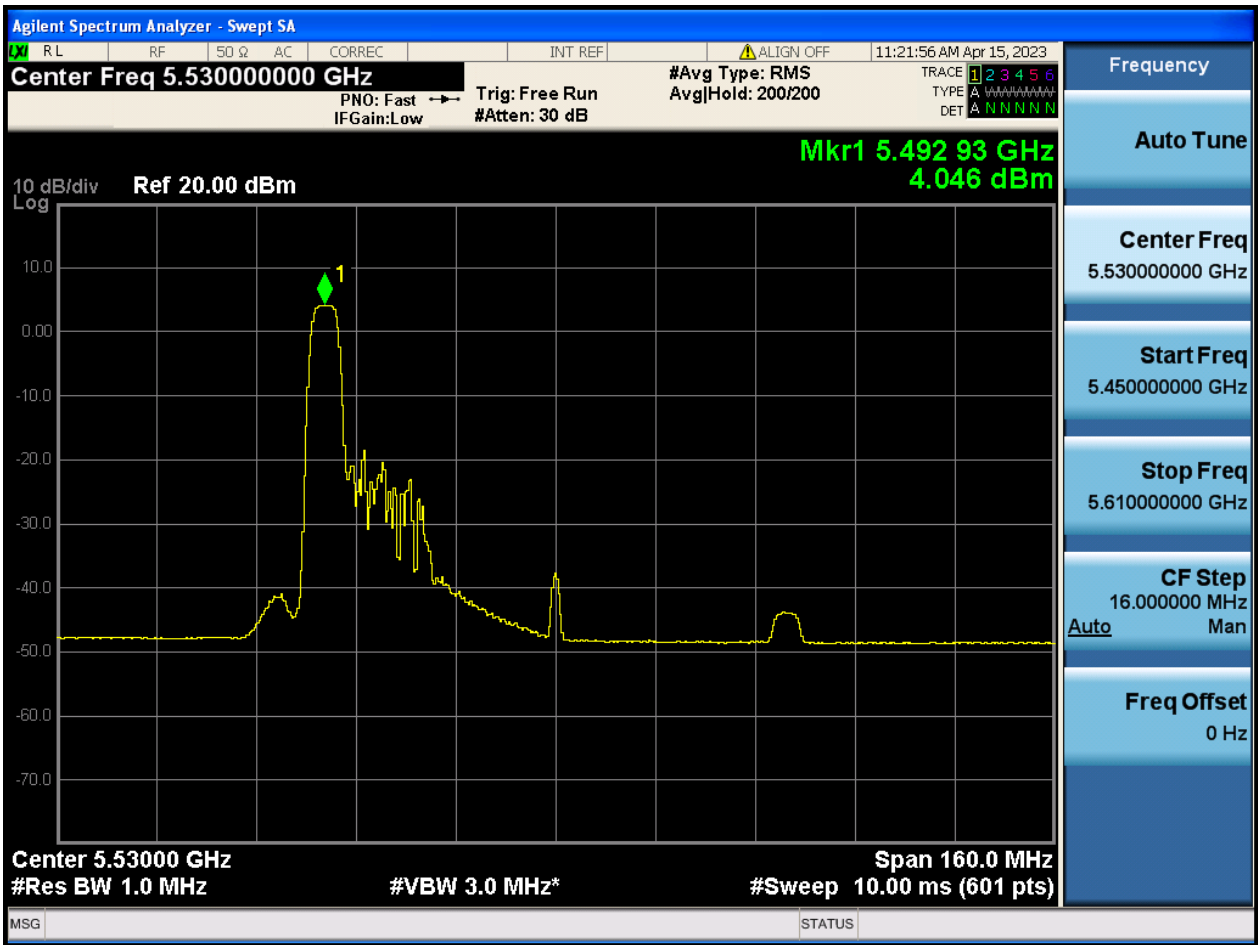 Agilent Spectrum Analyzer - Swept SA
LXI RL RF 50 Ω AC CORREC INT REF ALIGN OFF 11:21:56 AM Apr 15, 2023
Center Freq 5.530000000 GHz
PNO: Fast
IFGain:Low
Trig: Free Run
#Atten: 30 dB
#Avg Type: RMS
Avg|Hold: 200/200
TRACE 1 2 3 4 5 6
TYPE A
DET A N N N N N
Mkr1 5.492 93 GHz
4.046 dBm
10 dB/div Ref 20.00 dBm
Log
1
10.0
0.00
-10.0
-20.0
-30.0
-40.0
-50.0
-60.0
-70.0
Center 5.53000 GHz Span 160.0 MHz
#Res BW 1.0 MHz #VBW 3.0 MHz* #Sweep 10.00 ms (601 pts)
MSG STATUS
Frequency
Auto Tune
Center Freq
5.530000000 GHz
Start Freq
5.450000000 GHz
Stop Freq
5.610000000 GHz
CF Step
16.000000 MHz
Auto Man
Freq Offset
0 Hz